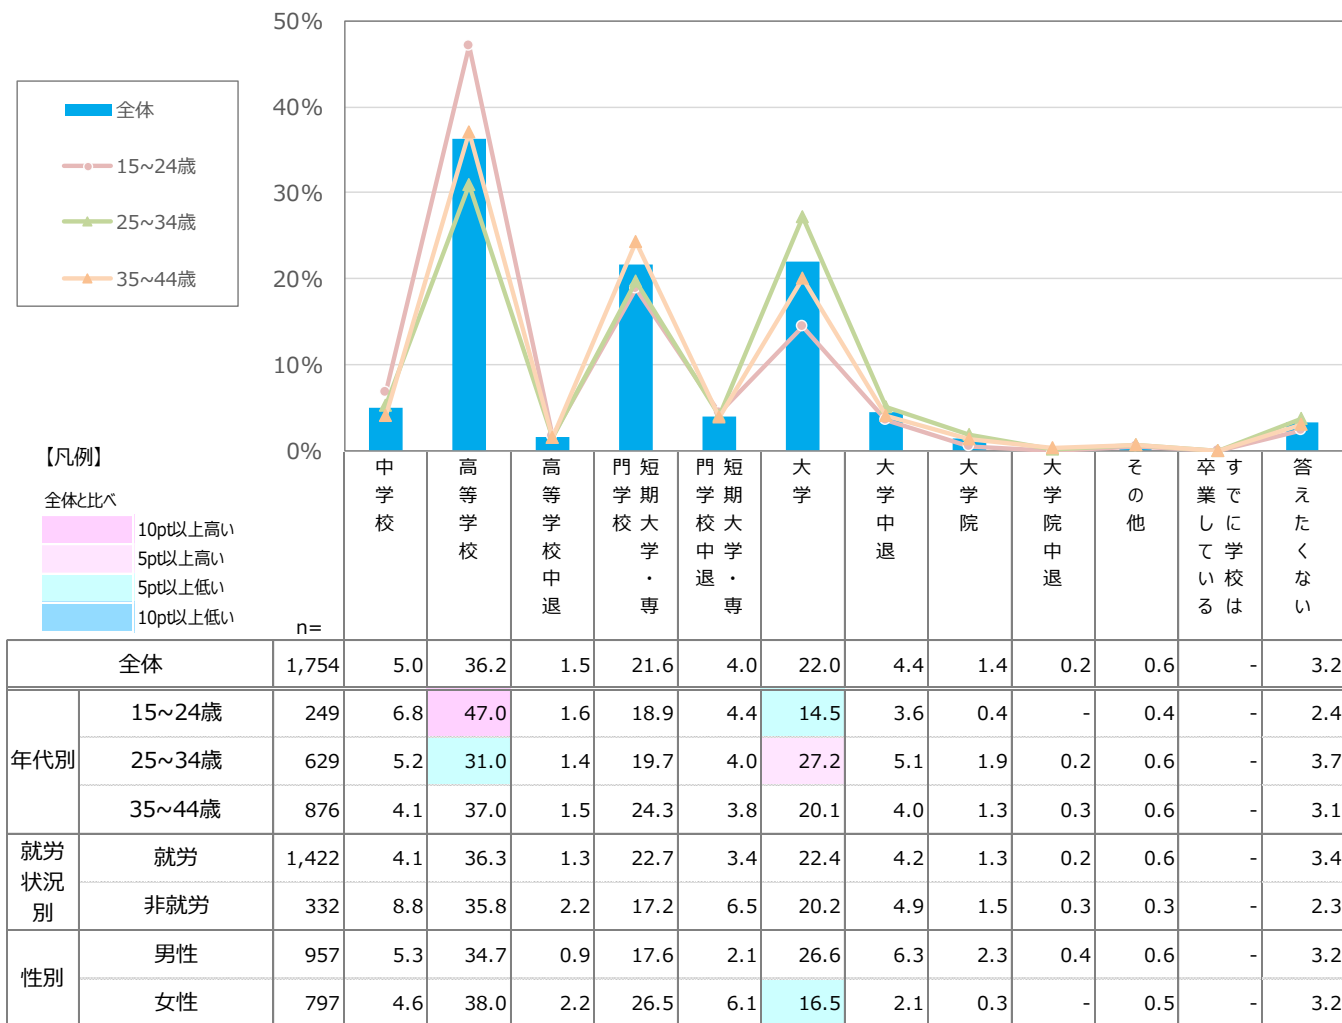 50%
40%
30%
20%
10%
0%
全体
15~24歳
25~34歳
35~44歳
【凡例】
全体と比べ
10pt以上高い
5pt以上高い
5pt以上低い
10pt以上低い
n=
中学校
高等学校
高等学校中退
短期大学・専
門学校
短期大学・専
門学校中退
大学
大学中退
大学院
大学院中退
その他
すでに学校は
卒業している
答えたくない
全体 1,754 5.0 36.2 1.5 21.6 4.0 22.0 4.4 1.4 0.2 0.6 - 3.2
年代別
15~24歳 249 6.8 47.0 1.6 18.9 4.4 14.5 3.6 0.4 - 0.4 - 2.4
25~34歳 629 5.2 31.0 1.4 19.7 4.0 27.2 5.1 1.9 0.2 0.6 - 3.7
35~44歳 876 4.1 37.0 1.5 24.3 3.8 20.1 4.0 1.3 0.3 0.6 - 3.1
就労
状況
別
就労 1,422 4.1 36.3 1.3 22.7 3.4 22.4 4.2 1.3 0.2 0.6 - 3.4
非就労 332 8.8 35.8 2.2 17.2 6.5 20.2 4.9 1.5 0.3 0.3 - 2.3
性別
男性 957 5.3 34.7 0.9 17.6 2.1 26.6 6.3 2.3 0.4 0.6 - 3.2
女性 797 4.6 38.0 2.2 26.5 6.1 16.5 2.1 0.3 - 0.5 - 3.2